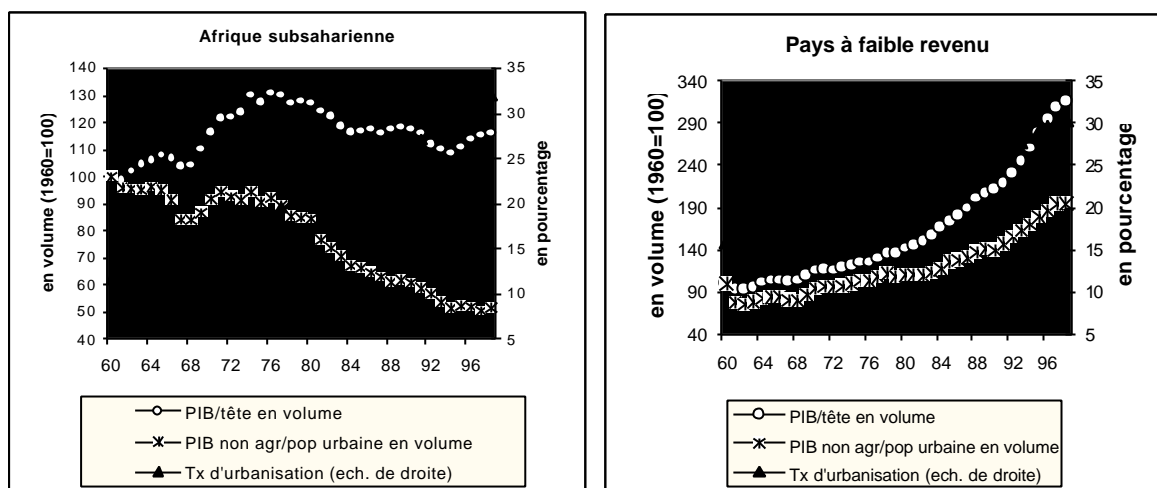 Afrique subsaharienne
en volume (1960=100)
140
130
120
110
100
90
80
70
60
50
40
35
30
25
20
15
10
5
en pourcentage
60 64 68 72 76 80 84 88 92 96
PIB/tête en volume
PIB non agr/pop urbaine en volume
Tx d'urbanisation (ech. de droite)
Pays à faible revenu
en volume (1960=100)
340
290
240
190
140
90
40
35
30
25
20
15
10
5
en pourcentage
60 64 68 72 76 80 84 88 92 96
PIB/tête en volume
PIB non agr/pop urbaine en volume
Tx d'urbanisation (ech. de droite)